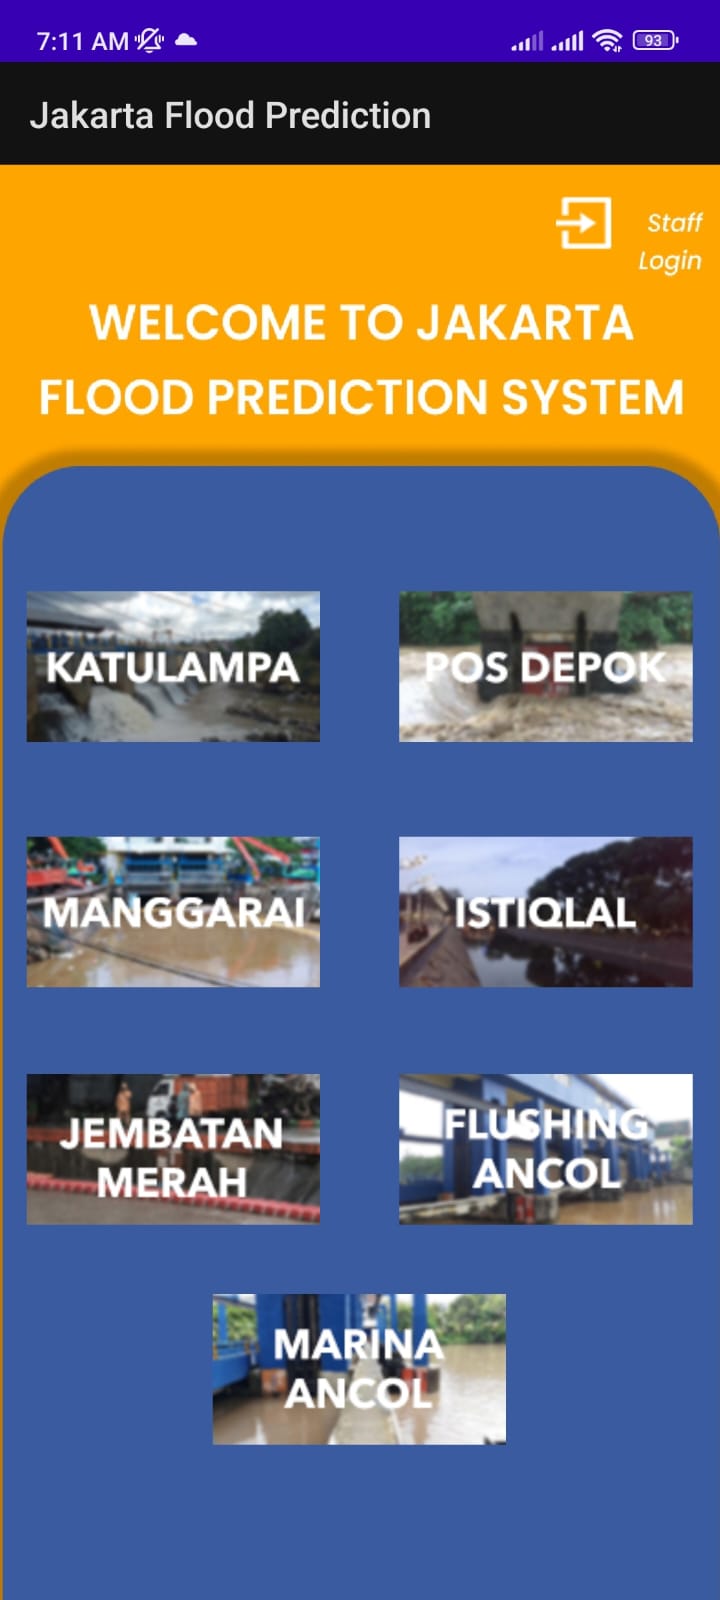 7:11 AM
93
Jakarta Flood Prediction
Staff
Login
WELCOME TO JAKARTA
FLOOD PREDICTION SYSTEM
KATULAMPA
POS DEPOK
MANGGARAI
ISTIQLAL
JEMBATAN
MERAH
FLUSHING
ANCOL
MARINA
ANCOL